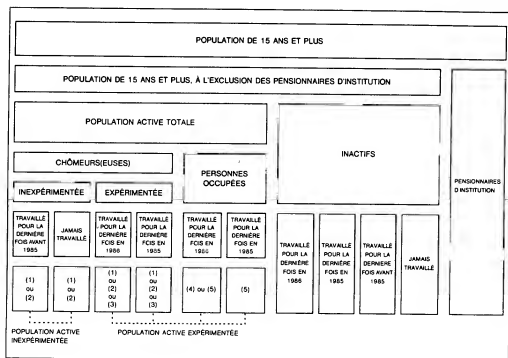 POPULATION DE 15 ANS ET PLUS
POPULATION DE 15 ANS ET PLUS, À L'EXCLUSION DES PENSIONNAIRES D'INSTITUTION
POPULATION ACTIVE TOTALE
INACTIFS
PENSIONNAIRES
D'INSTITUTION
CHÔMEURS(EUSES)
PERSONNES
OCCUPÉES
INEXPÉRIMENTÉE
EXPÉRIMENTÉE
TRAVAILLÉ
POUR LA
DERNIÈRE
FOIS AVANT
1985
JAMAIS
TRAVAILLÉ
TRAVAILLÉ
POUR LA
DERNIÈRE
FOIS EN
1986
TRAVAILLÉ
POUR LA
DERNIÈRE
FOIS EN
1985
TRAVAILLÉ
POUR LA
DERNIÈRE
FOIS EN
1986
TRAVAILLÉ
POUR LA
DERNIÈRE
FOIS EN
1985
TRAVAILLÉ
POUR LA
DERNIÈRE
FOIS EN
1986
TRAVAILLÉ
POUR LA
DERNIÈRE
FOIS EN
1985
TRAVAILLÉ
POUR LA
DERNIÈRE
FOIS AVANT
1985
JAMAIS
TRAVAILLÉ
(1)
ou
(2)
(1)
ou
(2)
(1)
ou
(2)
ou
(3)
(1)
ou
(2)
ou
(3)
(4) ou (5)
(5)
POPULATION ACTIVE
INEXPÉRIMENTÉE
POPULATION ACTIVE EXPÉRIMENTÉE